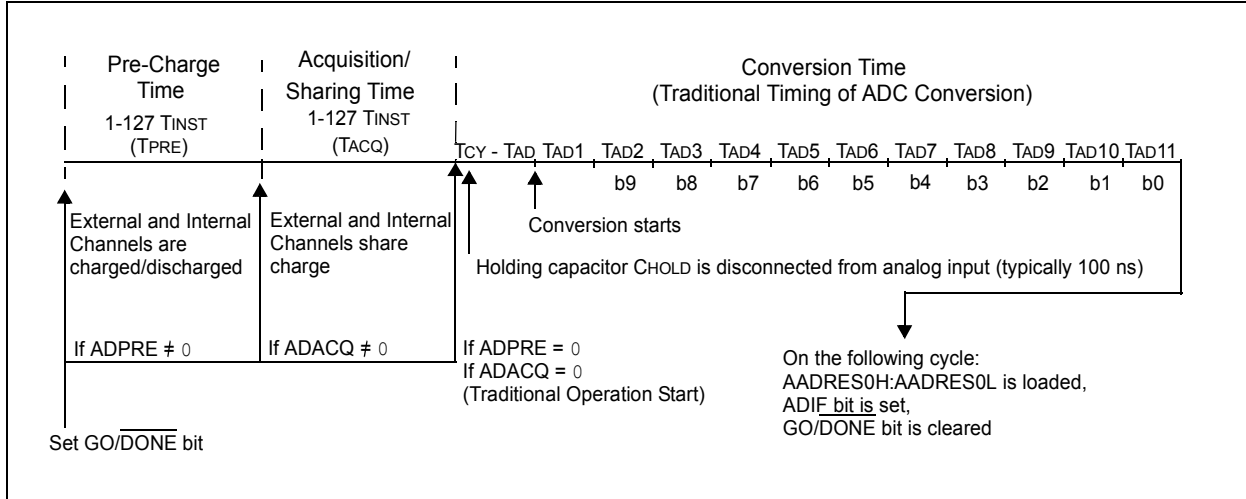 Pre-Charge
Time
1-127 TINST
(TPRE)
Acquisition/
Sharing Time
1-127 TINST
(TACQ)
Conversion Time
(Traditional Timing of ADC Conversion)
TCY - TAD TAD1 TAD2 TAD3 TAD4 TAD5 TAD6 TAD7 TAD8 TAD9 TAD10 TAD11
b9 b8 b7 b6 b5 b4 b3 b2 b1 b0
External and Internal
Channels are
charged/discharged
External and Internal
Channels share
charge
Conversion starts
Holding capacitor CHOLD is disconnected from analog input (typically 100 ns)
If ADPRE ≠ 0
If ADACQ ≠ 0
If ADPRE = 0
If ADACQ = 0
(Traditional Operation Start)
On the following cycle:
AADRES0H:AADRES0L is loaded,
ADIF bit is set,
GO/DONE bit is cleared
Set GO/DONE bit